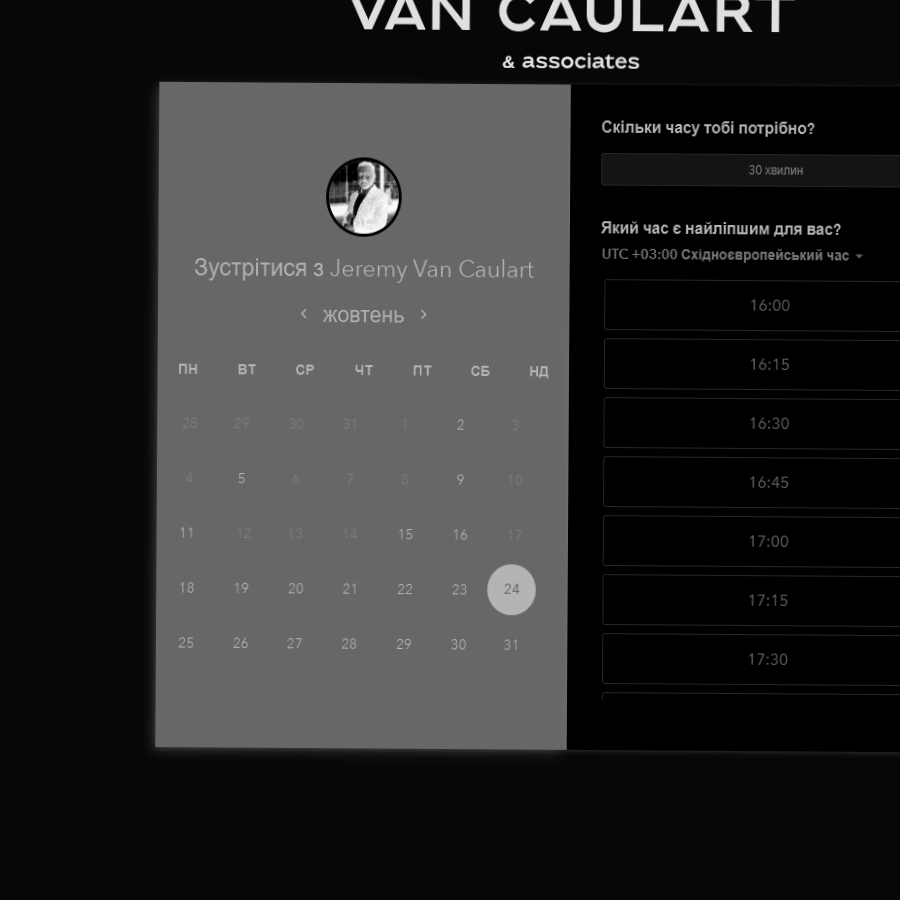 VAN CAULART
& associates
Зустрітися з Jeremy Van Caulart
‹ жовтень ›
ПН ВТ СР ЧТ ПТ СБ НД
28 29 30 31 1 2 3
4 5 6 7 8 9 10
11 12 13 14 15 16 17
18 19 20 21 22 23 24
25 26 27 28 29 30 31
Скільки часу тобі потрібно?
30 хвилин
Який час є найліпшим для вас?
UTC +03:00 Східноєвропейський час
16:00
16:15
16:30
16:45
17:00
17:15
17:30